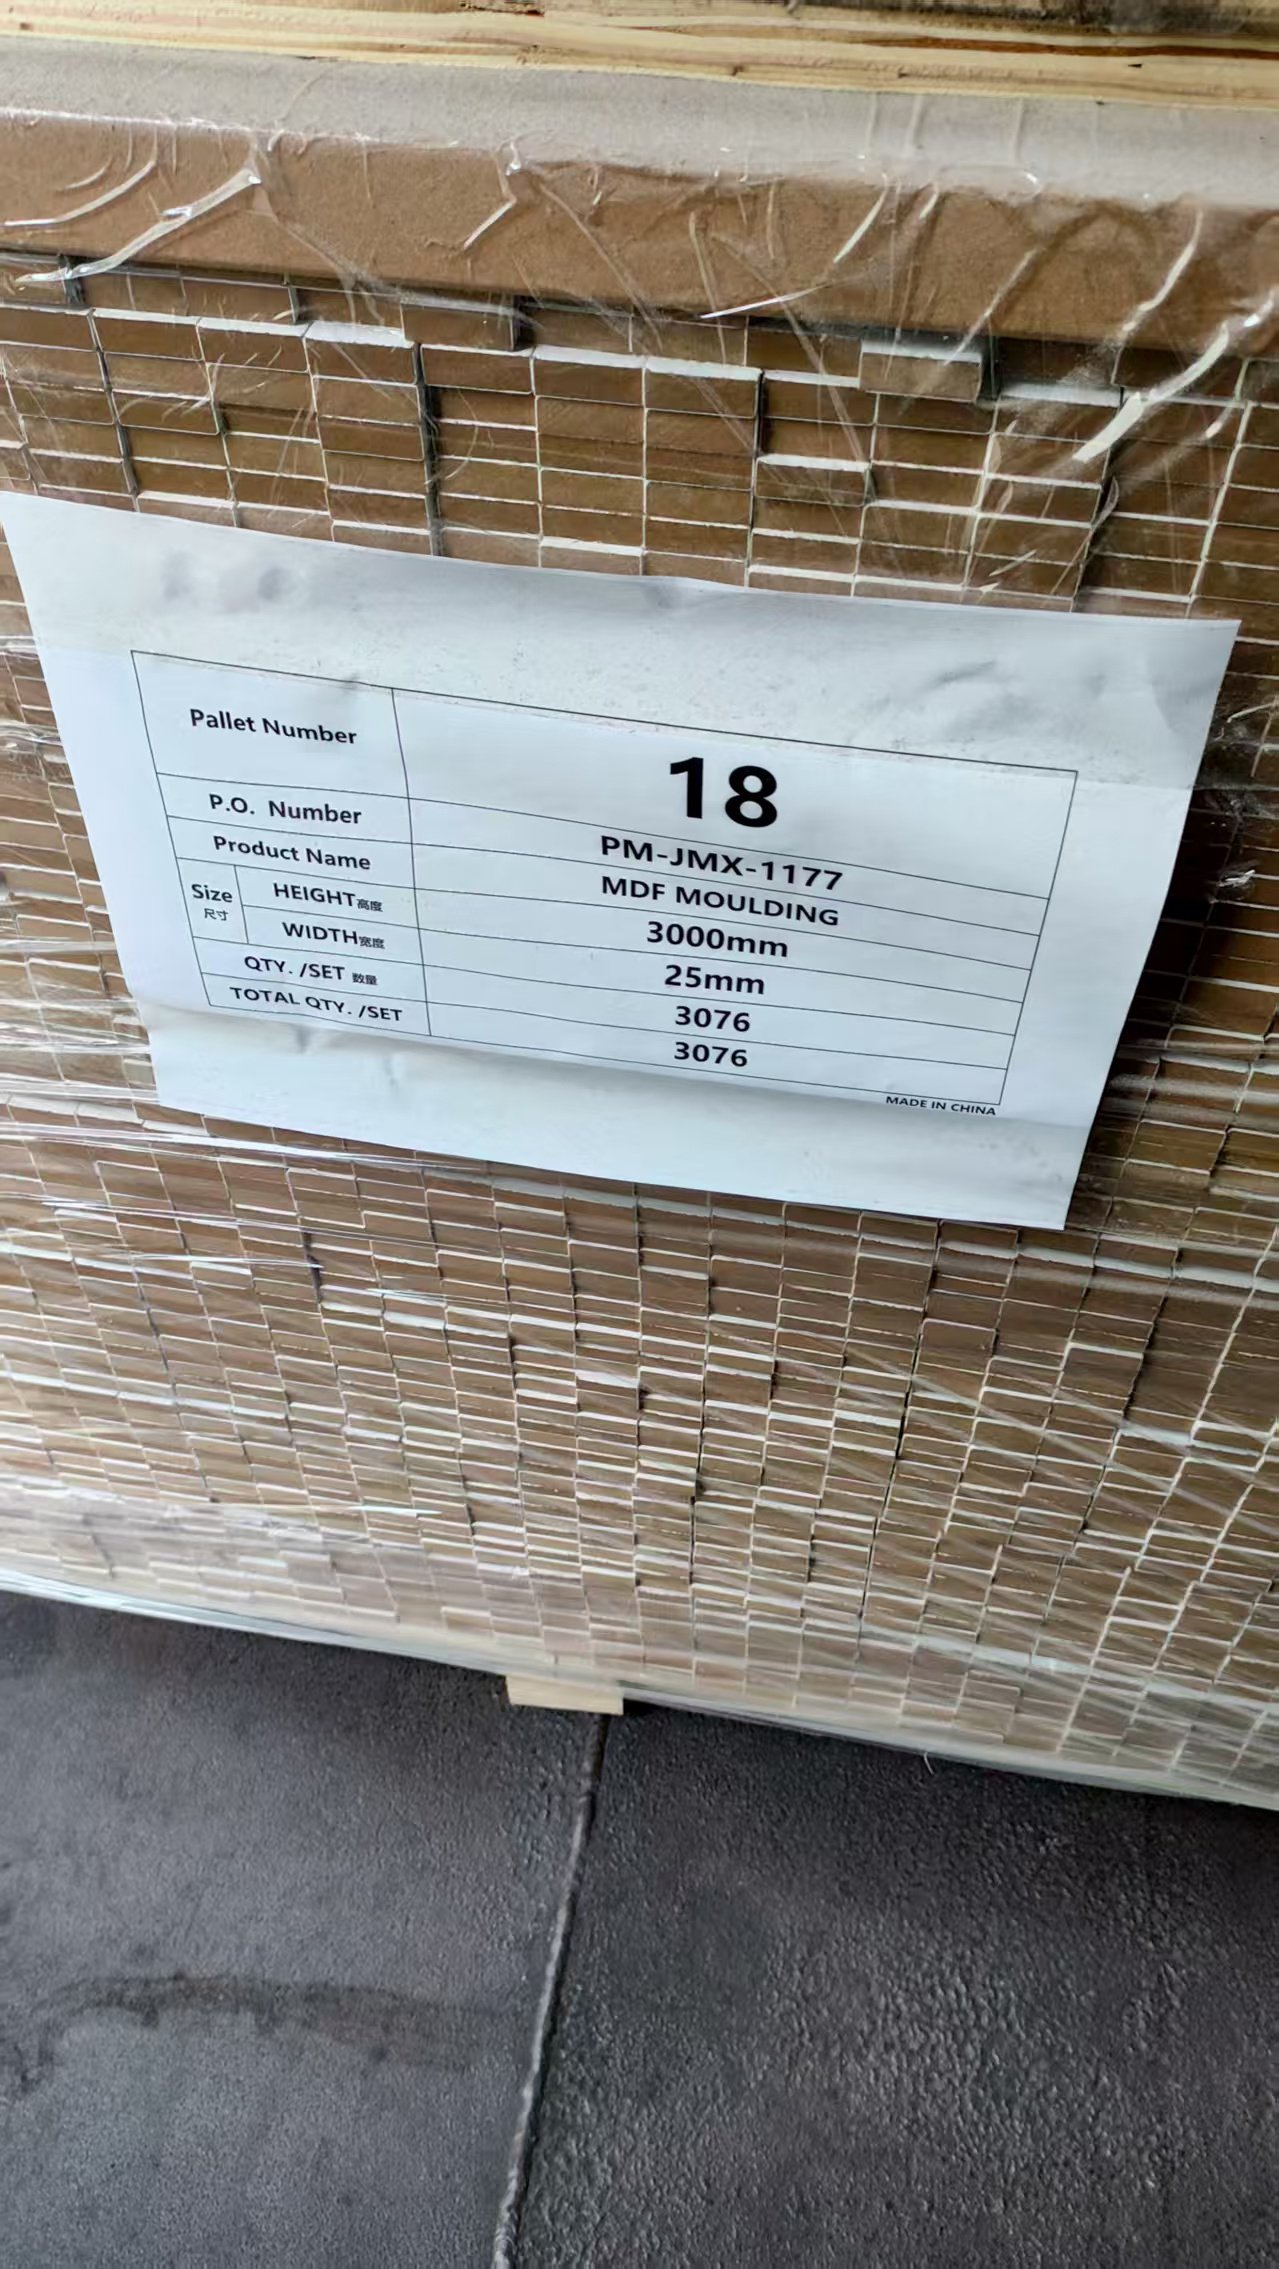 Pallet Number 18
P.O. Number PM-JMX-1177
Product Name MDF MOULDING
Size 尺寸 HEIGHT高度 3000mm
WIDTH宽度 25mm
QTY. /SET 数量 3076
TOTAL QTY. /SET 3076
MADE IN CHINA